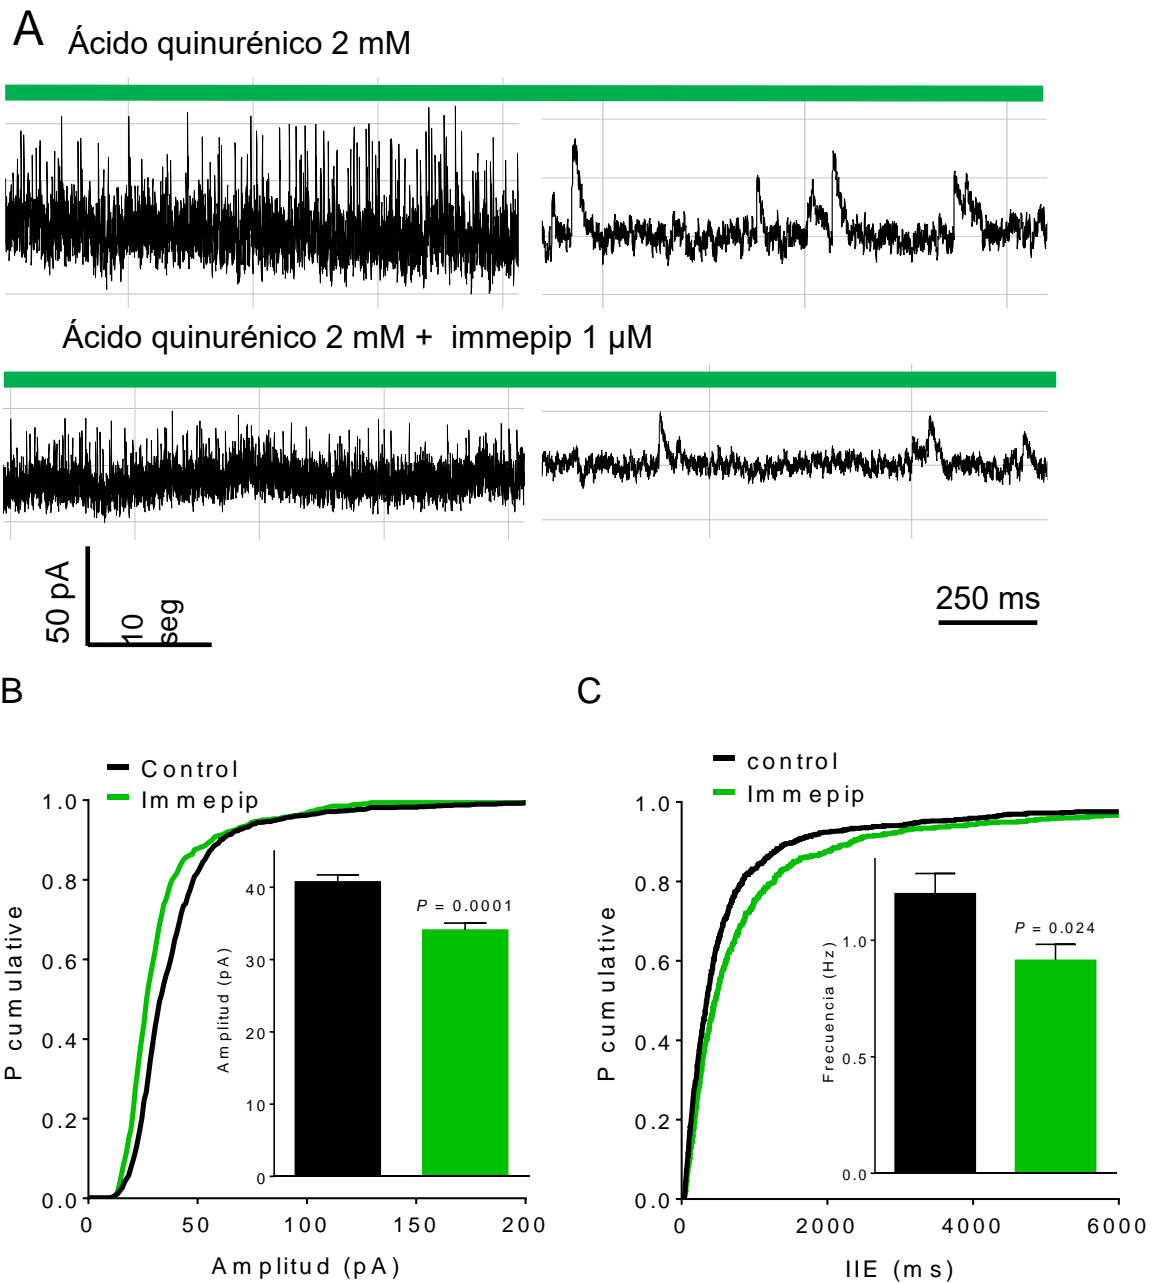 A
Ácido quinurénico 2 mM
Ácido quinurénico 2 mM + immepip 1 µM
50 pA
10
seg
250 ms
B
Control
Immepip
1.0
0.8
0.6
0.4
0.2
0.0
P cumulative
0
50
100
150
200
Amplitud (pA)
40
30
20
10
0
Amplitud (pA)
P = 0.0001
C
control
Immepip
1.0
0.8
0.6
0.4
0.2
0.0
P cumulative
0
2000
4000
6000
IIE (ms)
1.0
0.5
0.0
Frecuencia (Hz)
P = 0.024